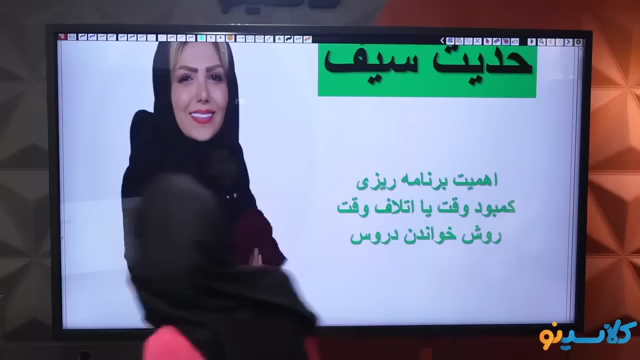 حدیث سیف
اهمیت برنامه ریزی
کمبود وقت یا اتلاف وقت
روش خواندن دروس
کلاسینو